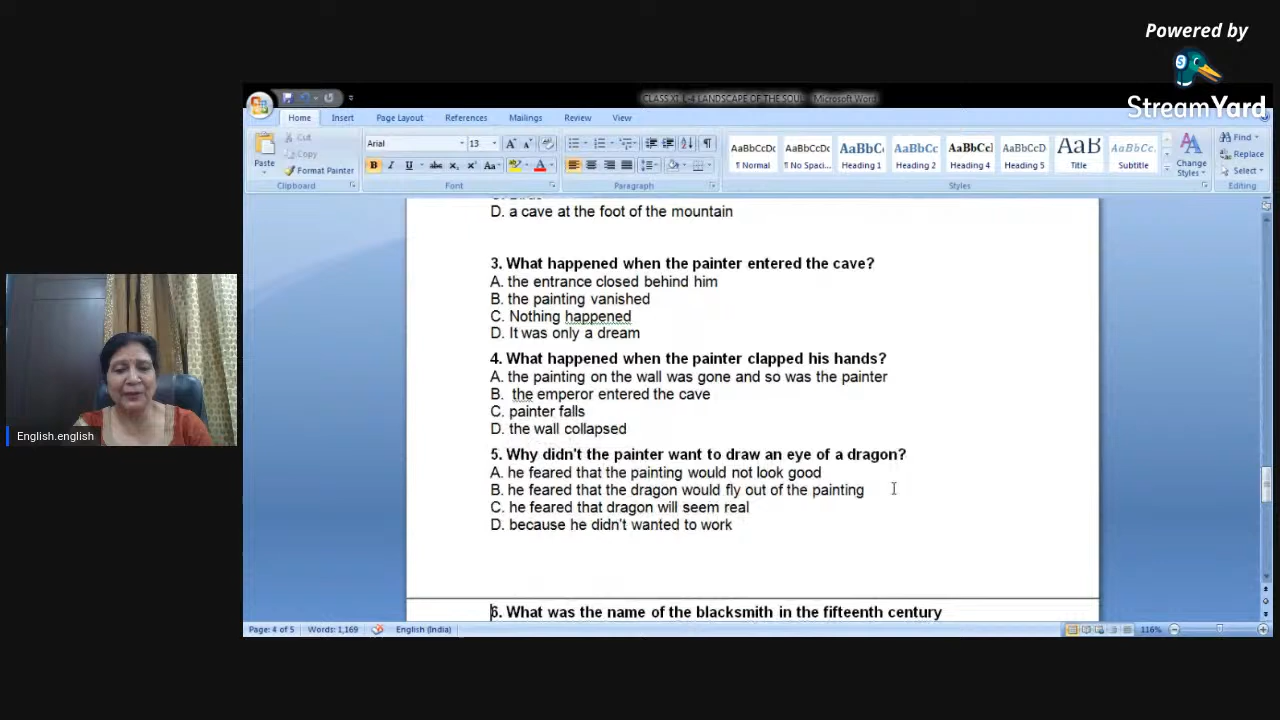 Powered by
StreamYard
CLASS XI L-4 LANDSCAPE OF THE SOUL - Microsoft Word
Home Insert Page Layout References Mailings Review View
Paste
Cut
Copy
Format Painter
Clipboard
Arial 13
Font
Paragraph
AaBbCcDc AaBbCcDc AaBbC AaBbCc AaBbCc AaBbCcDc AaB AaBbCc.
¶ Normal ¶ No Spaci... Heading 1 Heading 2 Heading 4 Heading 5 Title Subtitle
Change Styles
Styles
Find
Replace
Select
Editing
D. a cave at the foot of the mountain
3. What happened when the painter entered the cave?
A. the entrance closed behind him
B. the painting vanished
C. Nothing happened
D. It was only a dream
4. What happened when the painter clapped his hands?
A. the painting on the wall was gone and so was the painter
B. the emperor entered the cave
C. painter falls
D. the wall collapsed
5. Why didn't the painter want to draw an eye of a dragon?
A. he feared that the painting would not look good
B. he feared that the dragon would fly out of the painting
C. he feared that dragon will seem real
D. because he didn't wanted to work
6. What was the name of the blacksmith in the fifteenth century
English.english
Page: 4 of 5 Words: 1,169 English (India) 116%